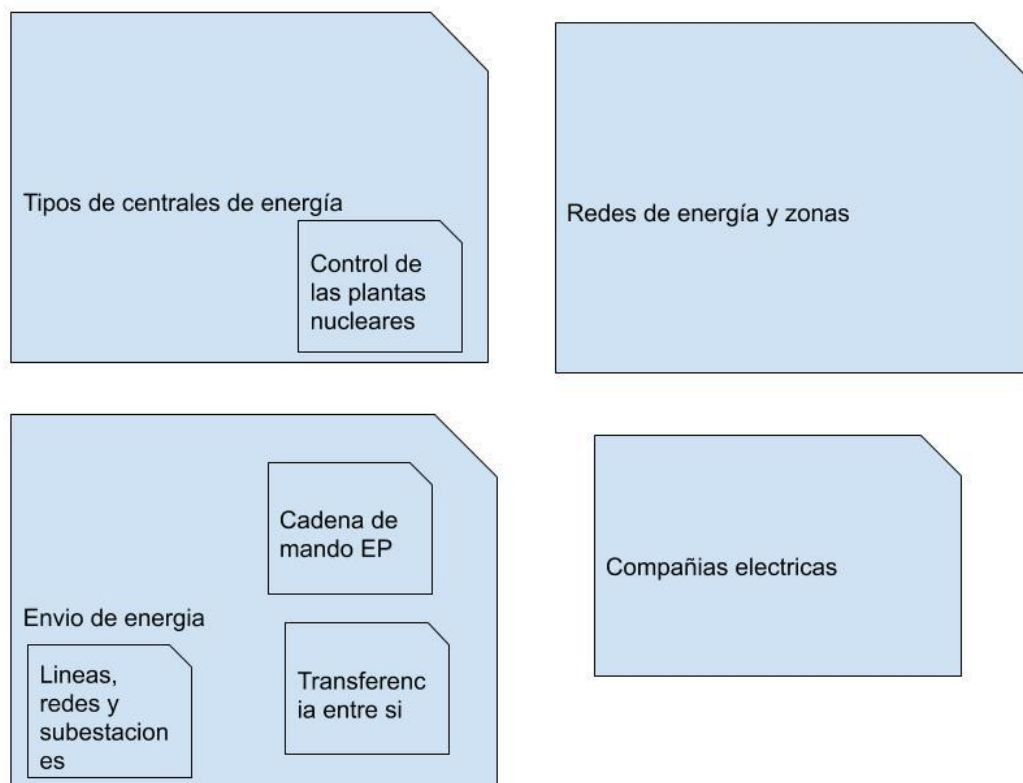 Tipos de centrales de energía
Control de
las plantas
nucleares
Redes de energía y zonas
Cadena de
mando EP
Envio de energia
Lineas,
redes y
subestacion
es
Transferenc
ia entre si
Compañias electricas